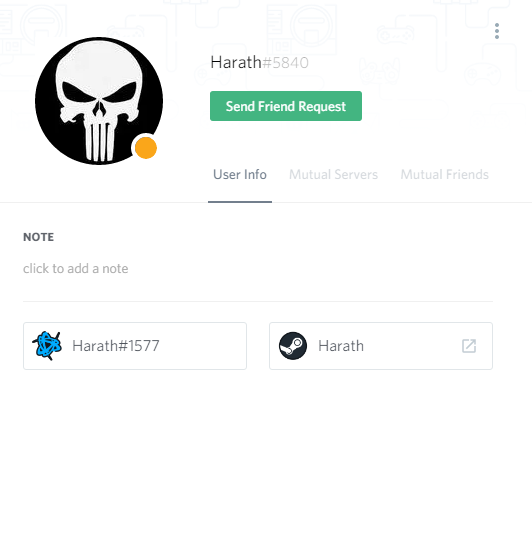 Harath#5840
Send Friend Request
User Info Mutual Servers Mutual Friends
NOTE
click to add a note
Harath#1577 Harath